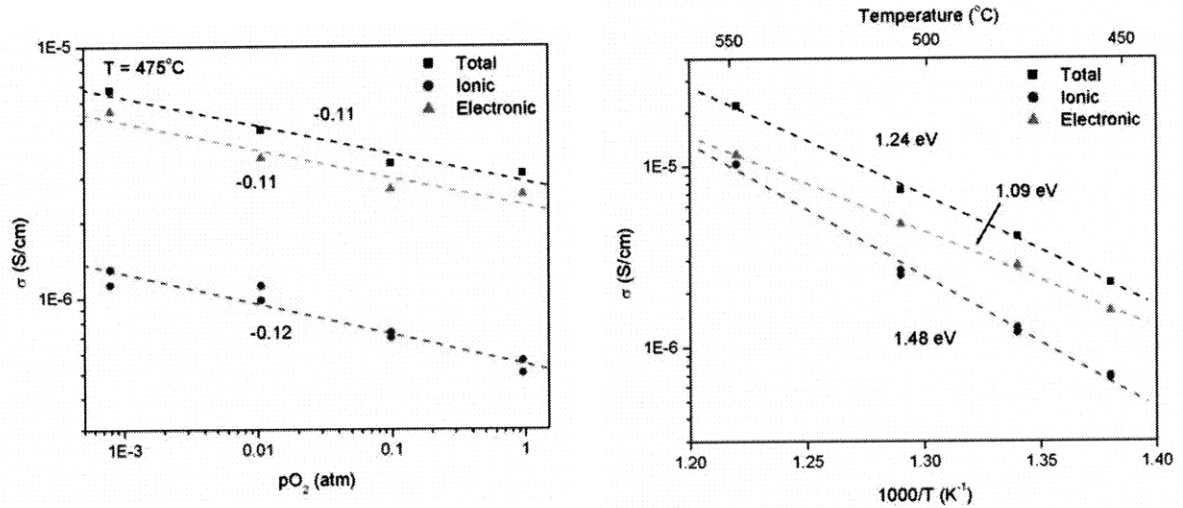 1E-5
T = 475°C
Total
Ionic
Electronic
-0.11
-0.11
1E-6
-0.12
σ (S/cm)
1E-3
0.01
0.1
1
pO2 (atm)
Temperature (°C)
550
500
450
Total
Ionic
Electronic
1.24 eV
1E-5
1.09 eV
σ (S/cm)
1.48 eV
1E-6
1.20
1.25
1.30
1.35
1.40
1000/T (K-1)